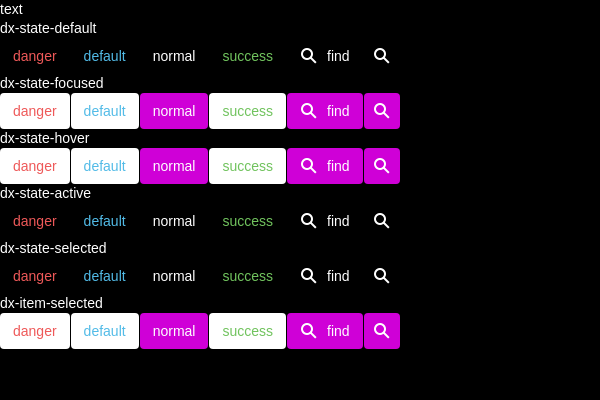 text
dx-state-default
danger default normal success find
dx-state-focused
danger default normal success find
dx-state-hover
danger default normal success find
dx-state-active
danger default normal success find
dx-state-selected
danger default normal success find
dx-item-selected
danger default normal success find